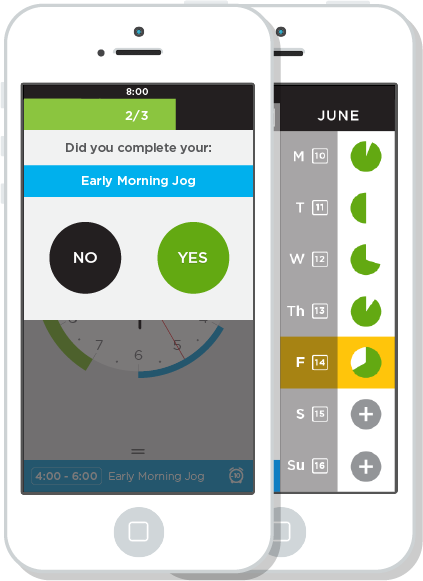 8:00
2/3
Did you complete your:
Early Morning Jog
NO
YES
7
6
5
4:00 - 6:00
Early Morning Jog
10
JUNE
M 10
T 11
W 12
Th 13
F 14
S 15
Su 16